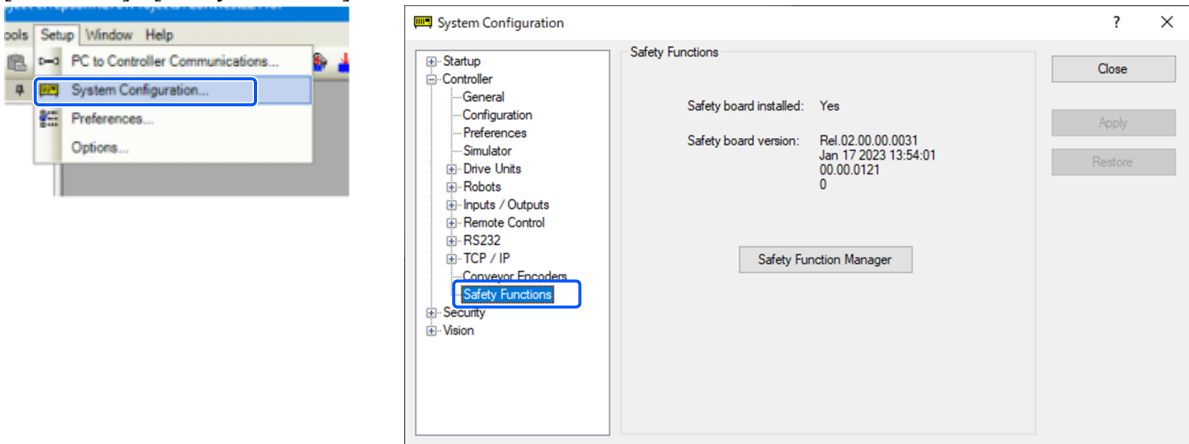 Setup Window Help
PC to Controller Communications...
System Configuration...
Preferences...
Options...
System Configuration
? ×
Startup
Controller
General
Configuration
Preferences
Simulator
Drive Units
Robots
Inputs / Outputs
Remote Control
RS232
TCP / IP
Conveyor Encoders
Safety Functions
Security
Vision
Safety Functions
Safety board installed: Yes
Safety board version: Rel.02.00.00.0031
Jan 17 2023 13:54:01
00.00.0121
0
Safety Function Manager
Close
Apply
Restore